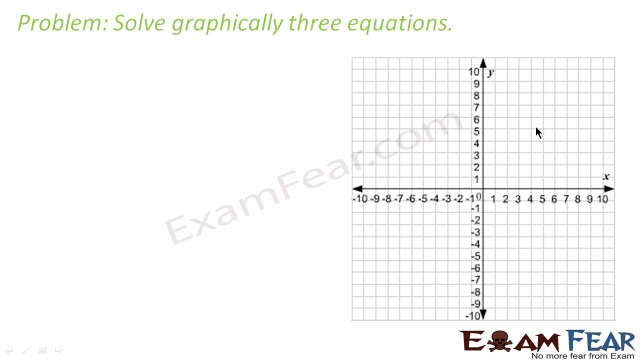 Problem: Solve graphically three equations.
ExamFear.com
y
10
9
8
7
6
5
4
3
2
1
x
-10 -9 -8 -7 -6 -5 -4 -3 -2 -1 0 1 2 3 4 5 6 7 8 9 10
-1
-2
-3
-4
-5
-6
-7
-8
-9
-10
EXAM FEAR
No more fear from Exam